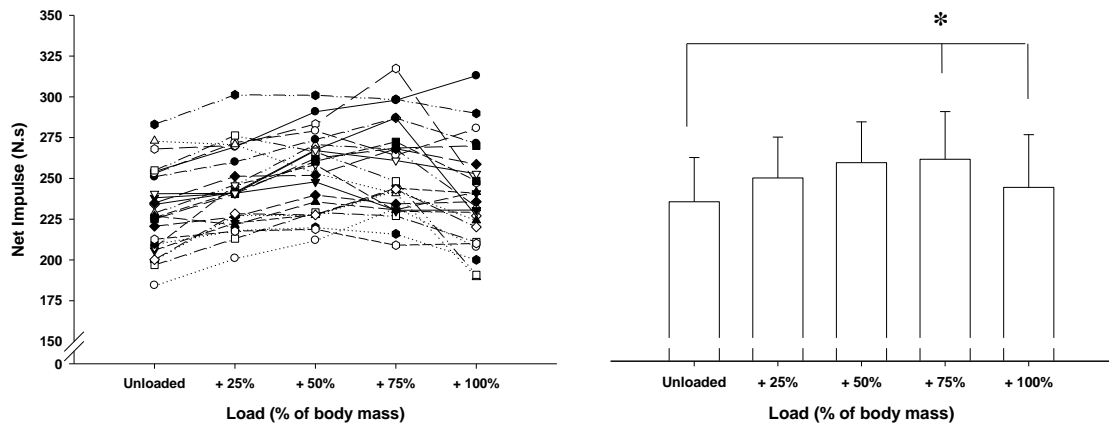 350
325
300
275
250
225
200
175
150
0
Net Impulse (N.s)
Unloaded + 25% + 50% + 75% + 100%
Load (% of body mass)
*
Unloaded + 25% + 50% + 75% + 100%
Load (% of body mass)